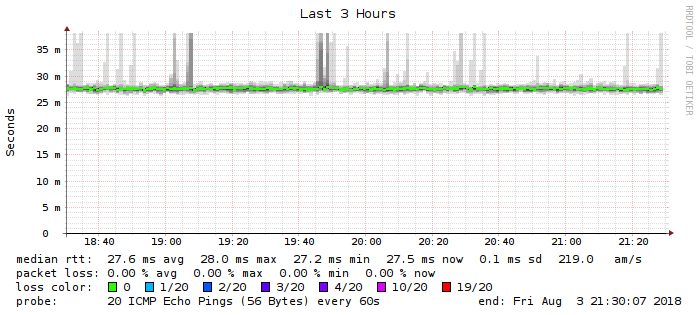 Last 3 Hours
RRDTOOL / TOBI OETIKER
Seconds
35 m
30 m
25 m
20 m
15 m
10 m
5 m
0
18:40 19:00 19:20 19:40 20:00 20:20 20:40 21:00 21:20
median rtt: 27.6 ms avg 28.0 ms max 27.2 ms min 27.5 ms now 0.1 ms sd 219.0 am/s
packet loss: 0.00 % avg 0.00 % max 0.00 % min 0.00 % now
loss color: 0 1/20 2/20 3/20 4/20 10/20 19/20
probe: 20 ICMP Echo Pings (56 Bytes) every 60s end: Fri Aug 3 21:30:07 2018